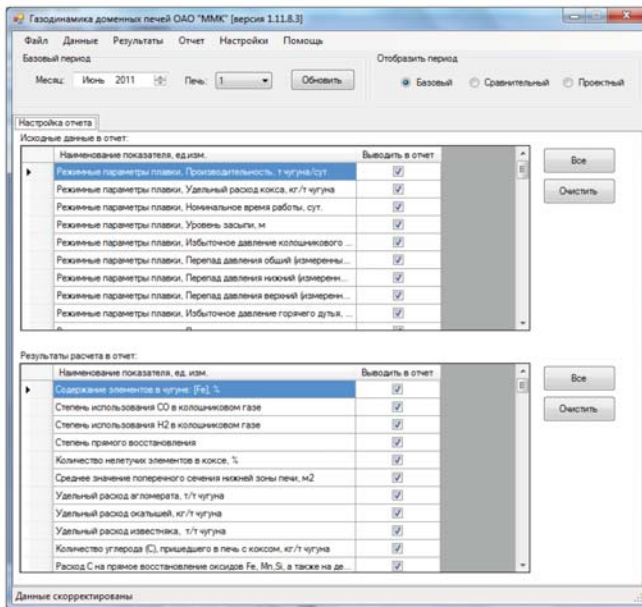 Газодинамика доменных печей ОАО "ММК" [версия 1.11.8.3]
Файл Данные Результаты Отчет Настройки Помощь
Базовый период
Отобразить период
Месяц: Июнь 2011 Печь: 1 Обновить
Базовый Сравнительный Проектный
Настройка отчета
Исходные данные в отчет:
Наименование показателя, ед.изм. Выводить в отчет
Все
Режимные параметры плавки, Производительность, т чугуна/сут
Режимные параметры плавки, Удельный расход кокса, кг/т чугуна
Очистить
Режимные параметры плавки, Номинальное время работы, сут.
Режимные параметры плавки, Уровень засыпи, м
Режимные параметры плавки, Избыточное давление колошникового ...
Режимные параметры плавки, Перепад давления общий (измеренны...
Режимные параметры плавки, Перепад давления нижний (измеренн...
Режимные параметры плавки, Перепад давления верхний (измеренн...
Режимные параметры плавки, Избыточное давление горячего дутья, ...
Результаты расчета в отчет:
Наименование показателя, ед. изм. Выводить в отчет
Все
Содержание элементов в чугуне: [Fe], %
Степень использования CO в колошниковом газе
Очистить
Степень использования H2 в колошниковом газе
Степень прямого восстановления
Количество нелетучих элементов в коксе, %
Среднее значение поперечного сечения нижней зоны печи, м2
Удельный расход агломерата, т/т чугуна
Удельный расход окатышей, кг/т чугуна
Удельный расход известняка, т/т чугуна
Количество углерода (C), пришедшего в печь с коксом, кг/т чугуна
Расход C на прямое восстановление оксидов Fe, Mn,Si, а также на де...
Данные скорректированы